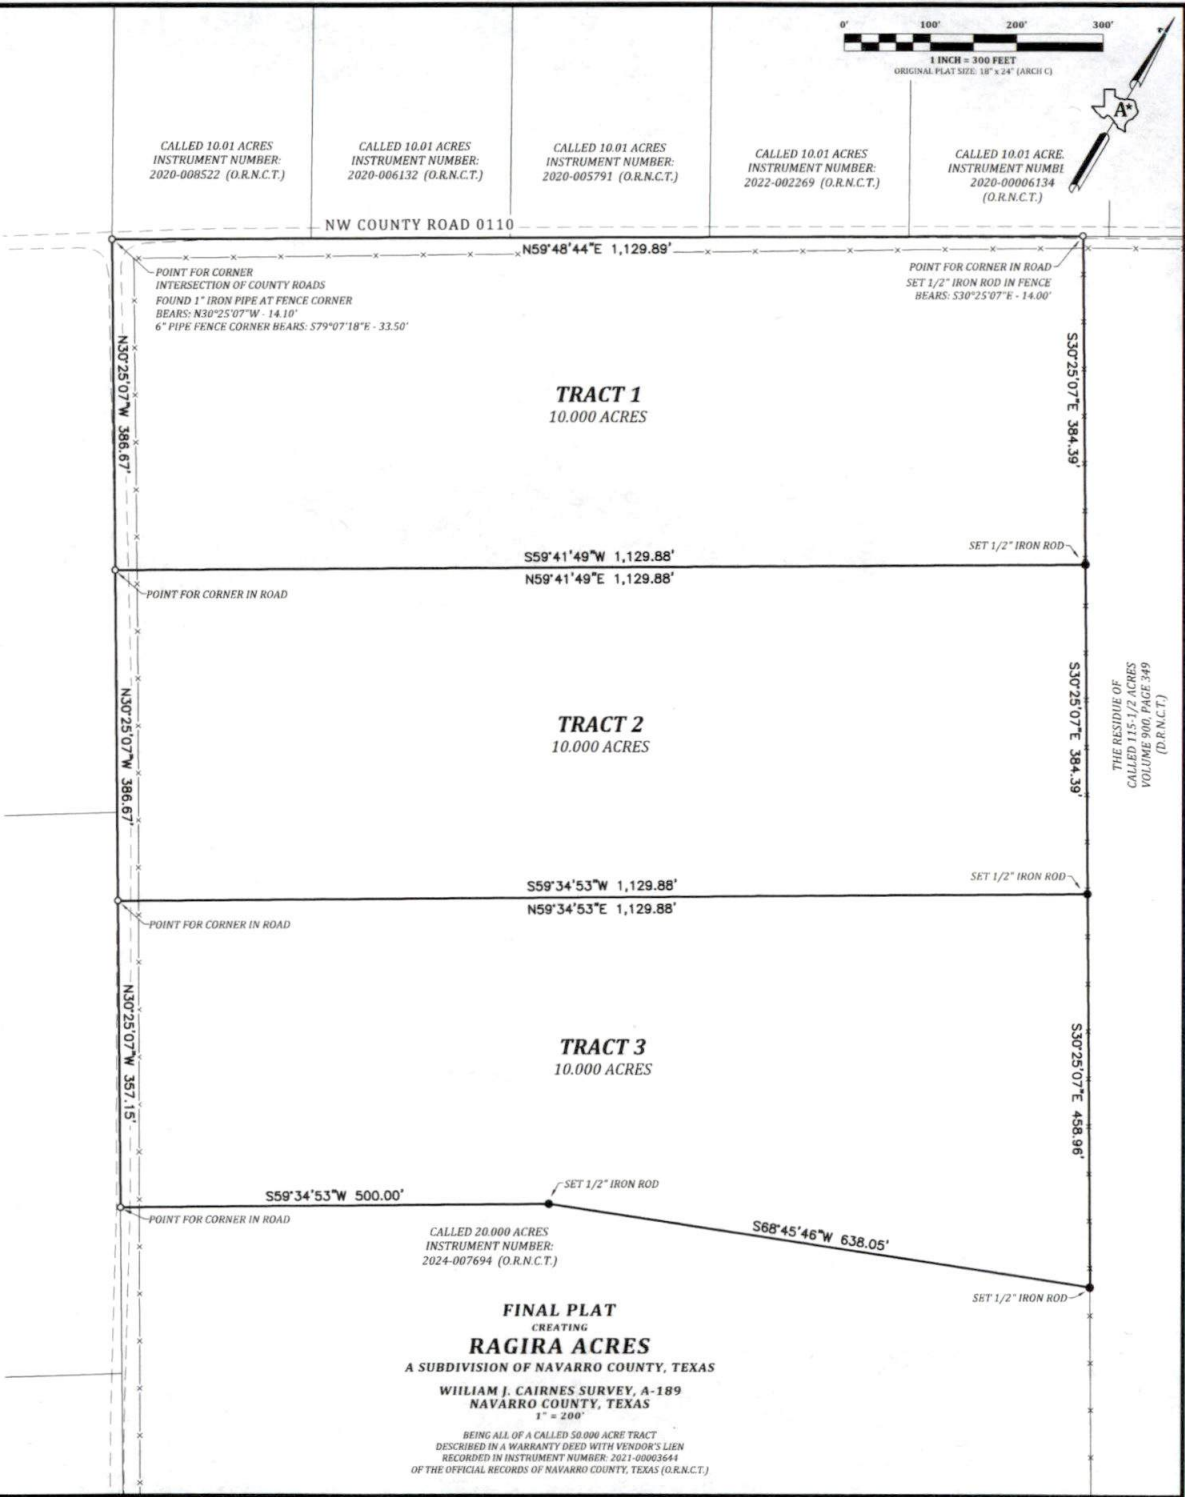 0' 100' 200' 300'
1 INCH = 300 FEET
ORIGINAL PLAT SIZE: 18" x 24" (ARCH C)
A*
CALLED 10.01 ACRES
INSTRUMENT NUMBER:
2020-008522 (O.R.N.C.T.)
CALLED 10.01 ACRES
INSTRUMENT NUMBER:
2020-006132 (O.R.N.C.T.)
CALLED 10.01 ACRES
INSTRUMENT NUMBER:
2020-005791 (O.R.N.C.T.)
CALLED 10.01 ACRES
INSTRUMENT NUMBER:
2022-002269 (O.R.N.C.T.)
CALLED 10.01 ACRE
INSTRUMENT NUMBE
2020-00006134
(O.R.N.C.T.)
NW COUNTY ROAD 0110
N59°48'44"E 1,129.89'
POINT FOR CORNER
INTERSECTION OF COUNTY ROADS
FOUND 1" IRON PIPE AT FENCE CORNER
BEARS: N30°25'07"W - 14.10'
6" PIPE FENCE CORNER BEARS: S79°07'18"E - 33.50'
POINT FOR CORNER IN ROAD
SET 1/2" IRON ROD IN FENCE
BEARS: S30°25'07"E - 14.00'
N30°25'07"W 386.67'
TRACT 1
10.000 ACRES
S30°25'07"E 384.39'
S59°41'49"W 1,129.88'
N59°41'49"E 1,129.88'
SET 1/2" IRON ROD
POINT FOR CORNER IN ROAD
N30°25'07"W 386.67'
TRACT 2
10.000 ACRES
S30°25'07"E 384.39'
THE RESIDUE OF
CALLED 115-1/2 ACRES
VOLUME 900, PAGE 349
(D.R.N.C.T.)
S59°34'53"W 1,129.88'
N59°34'53"E 1,129.88'
SET 1/2" IRON ROD
POINT FOR CORNER IN ROAD
N30°25'07"W 357.15'
TRACT 3
10.000 ACRES
S30°25'07"E 458.96'
S59°34'53"W 500.00'
SET 1/2" IRON ROD
POINT FOR CORNER IN ROAD
CALLED 20.000 ACRES
INSTRUMENT NUMBER:
2024-007694 (O.R.N.C.T.)
S68°45'46"W 638.05'
SET 1/2" IRON ROD
FINAL PLAT
CREATING
RAGIRA ACRES
A SUBDIVISION OF NAVARRO COUNTY, TEXAS
WIILIAM J. CAIRNES SURVEY, A-189
NAVARRO COUNTY, TEXAS
1" = 200'
BEING ALL OF A CALLED 50.000 ACRE TRACT
DESCRIBED IN A WARRANTY DEED WITH VENDOR'S LIEN
RECORDED IN INSTRUMENT NUMBER: 2021-00003644
OF THE OFFICIAL RECORDS OF NAVARRO COUNTY, TEXAS (O.R.N.C.T.)